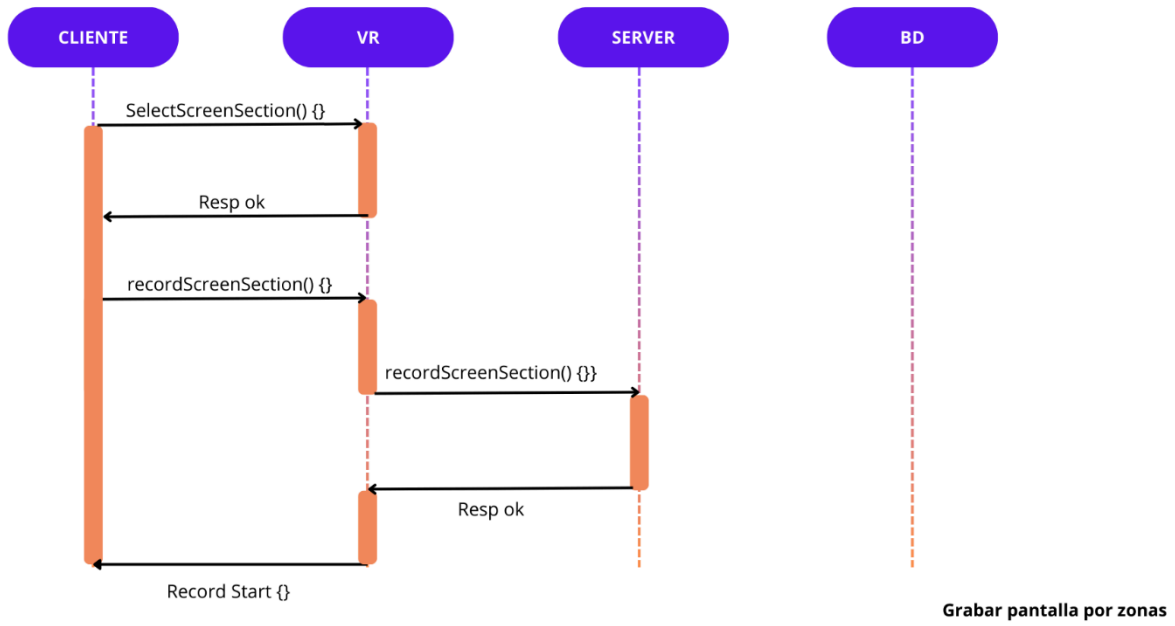 CLIENTE
VR
SERVER
BD
SelectScreenSection() {}
Resp ok
recordScreenSection() {}
recordScreenSection() {}}
Resp ok
Record Start {}
Grabar pantalla por zonas